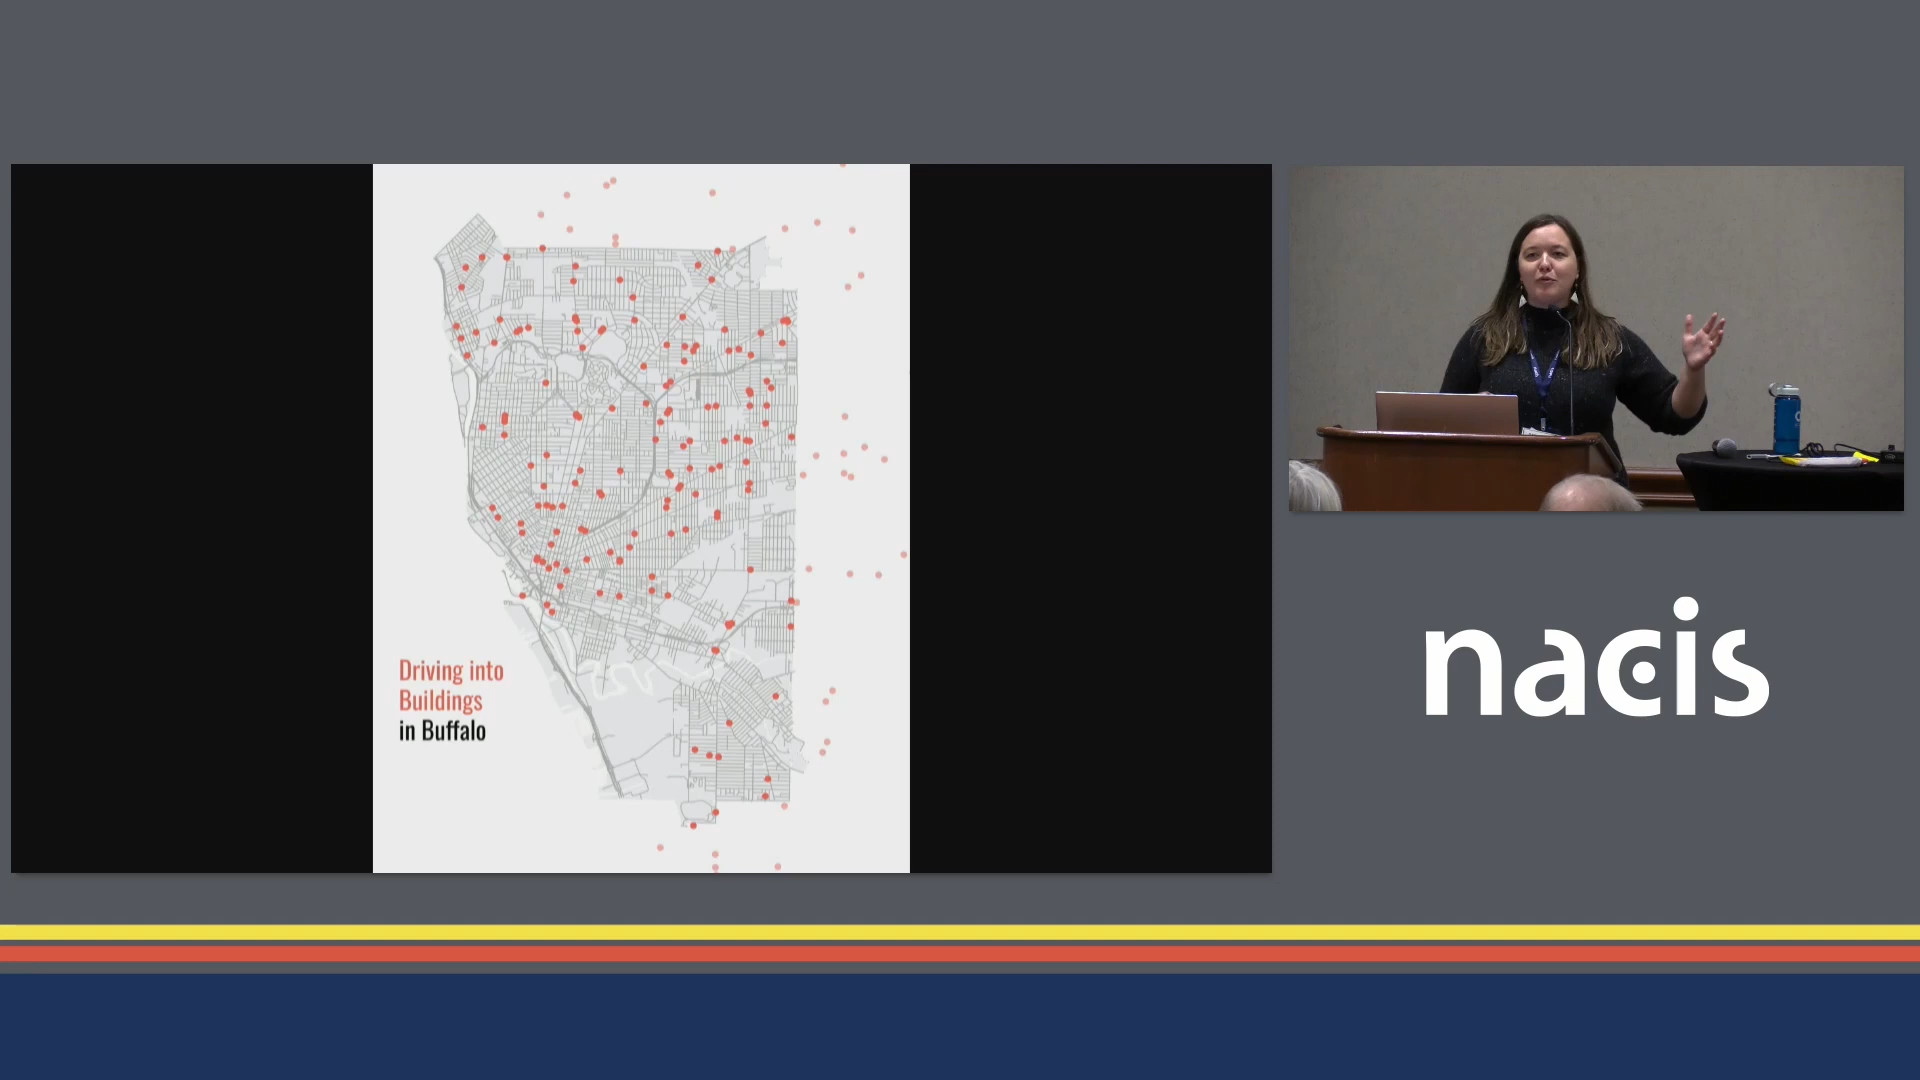 Driving into
Buildings
in Buffalo
nacis